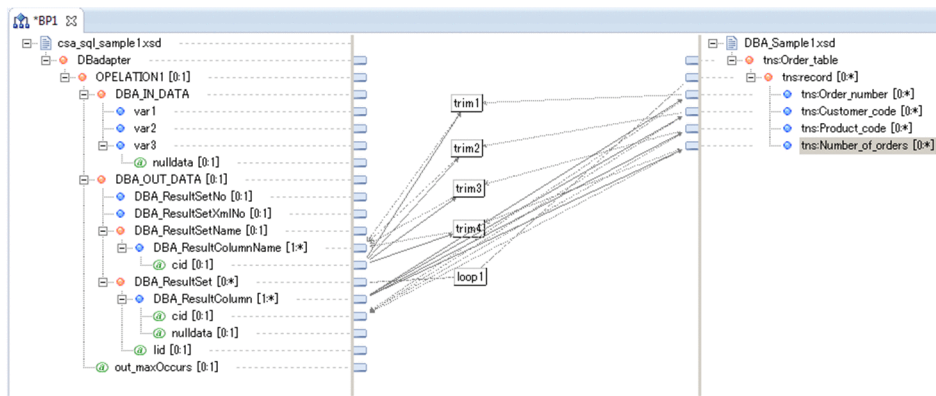 *BP1
csa_sql_sample1.xsd
DBadapter
OPELATION1 [0:1]
DBA_IN_DATA
var1
var2
var3
nulldata [0:1]
DBA_OUT_DATA [0:1]
DBA_ResultSetNo [0:1]
DBA_ResultSetXmlNo [0:1]
DBA_ResultSetName [0:1]
DBA_ResultColumnName [1:*]
cid [0:1]
DBA_ResultSet [0:*]
DBA_ResultColumn [1:*]
cid [0:1]
nulldata [0:1]
lid [0:1]
out_maxOccurs [0:1]
trim1
trim2
trim3
trim4
loop1
DBA_Sample1.xsd
tns:Order_table
tns:record [0:*]
tns:Order_number [0:*]
tns:Customer_code [0:*]
tns:Product_code [0:*]
tns:Number_of_orders [0:*]